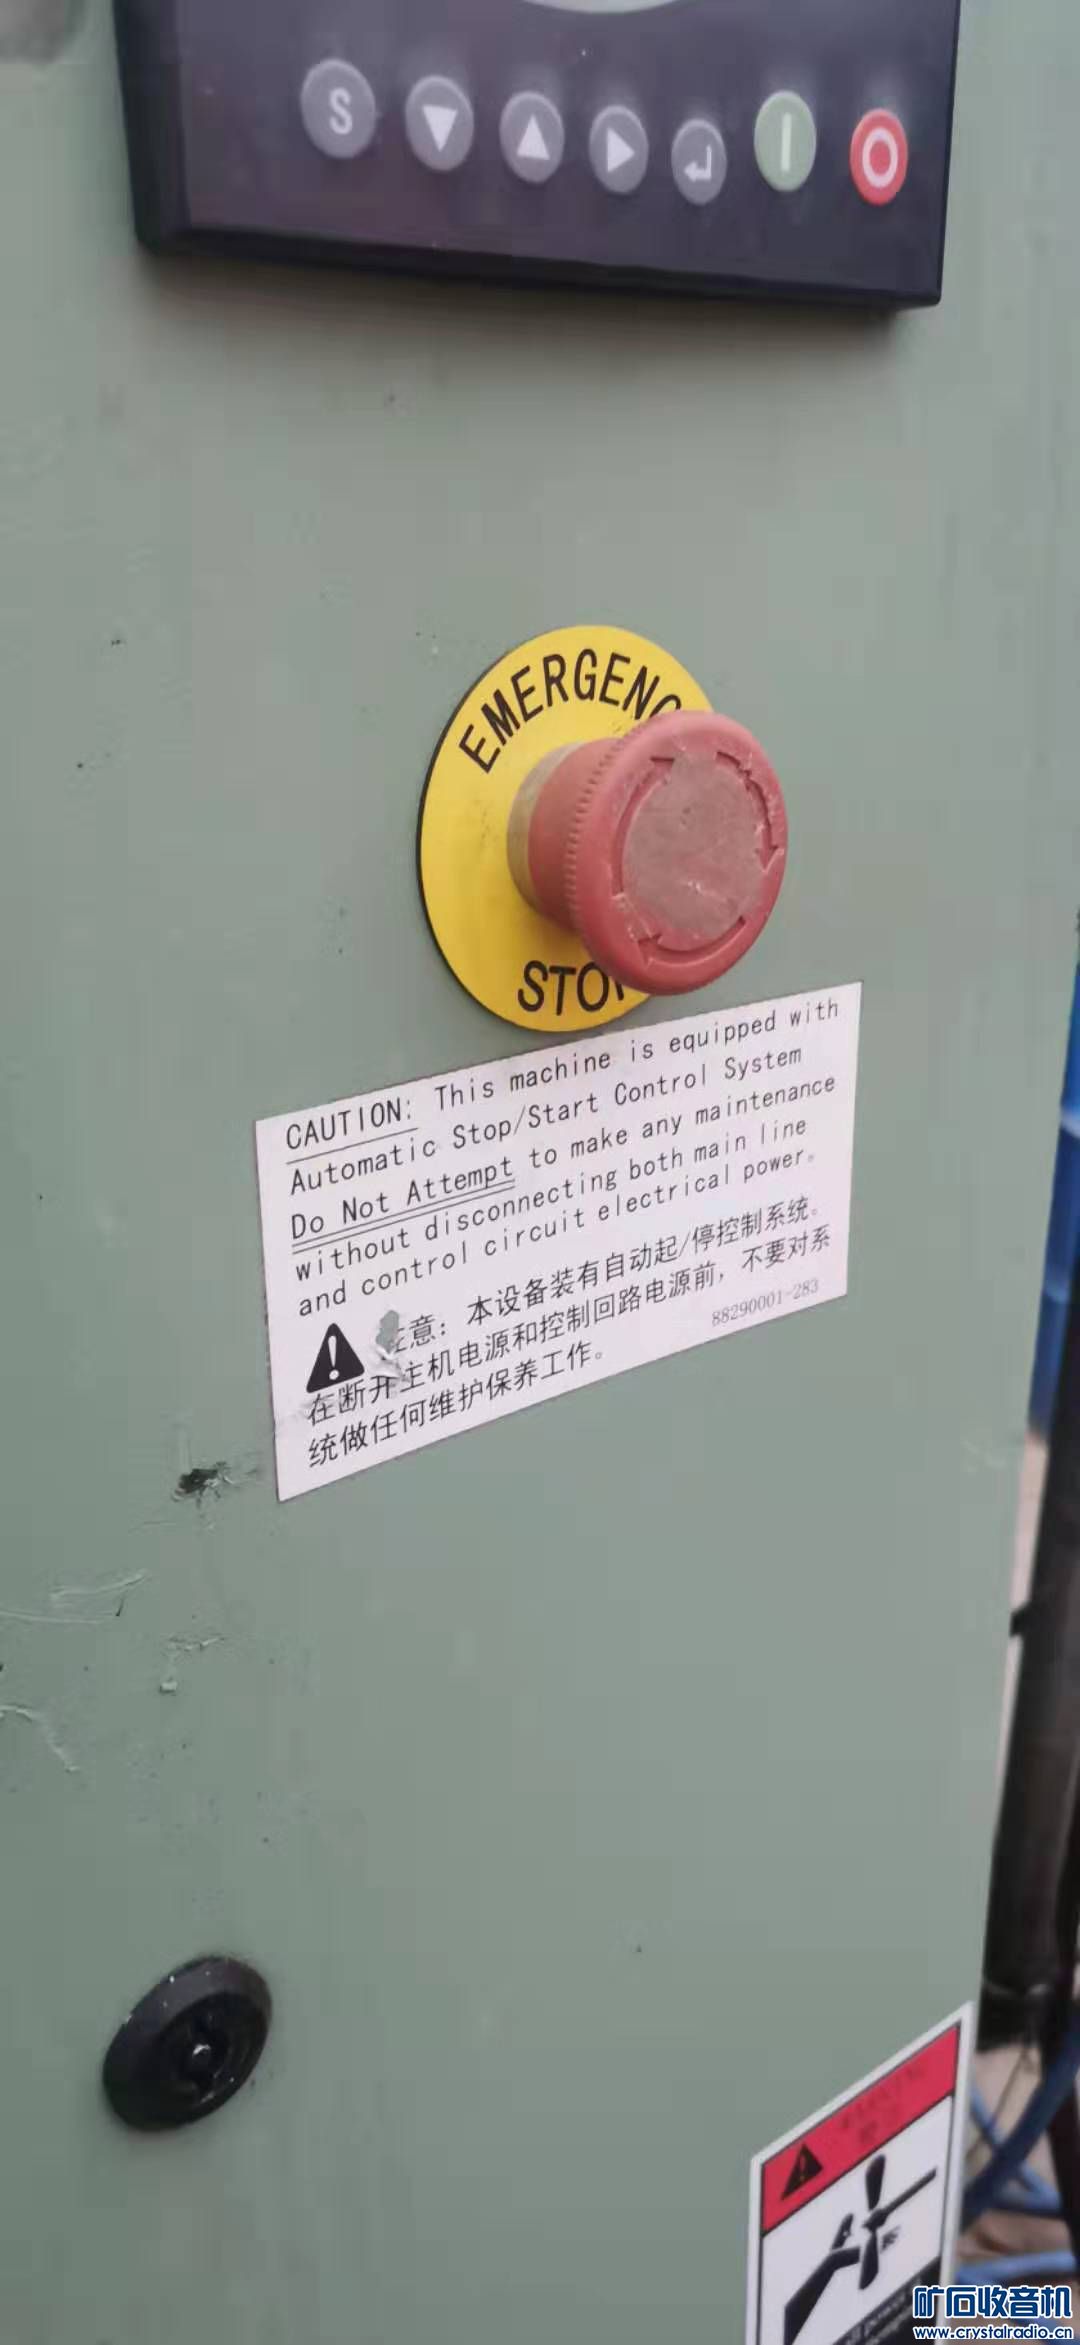 S
EMERGENC
STOP
CAUTION: This machine is equipped with
Automatic Stop/Start Control System
Do Not Attempt to make any maintenance
without disconnecting both main line
and control circuit electrical power。
注意：本设备装有自动起/停控制系统。
在断开主机电源和控制回路电源前，不要对系
统做任何维护保养工作。
88290001-283
矿石收音机
www.crystalradio.cn